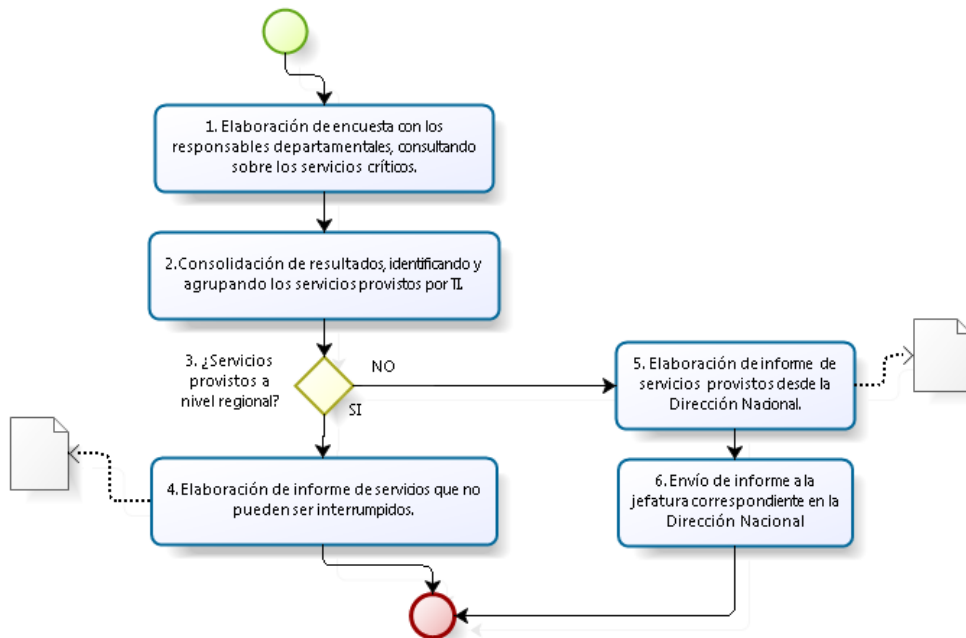 1. Elaboración de encuesta con los
responsables departamentales, consultando
sobre los servicios críticos.
2.Consolidación de resultados, identificando y
agrupando los servicios provistos por TI.
3. ¿Servicios
provistos a
nivel regional?
NO
SI
5. Elaboración de informe de
servicios provistos desde la
Dirección Nacional.
4.Elaboración de informe de servicios que no
pueden ser interrumpidos.
6.Envío de informe a la
jefatura correspondiente en la
Dirección Nacional